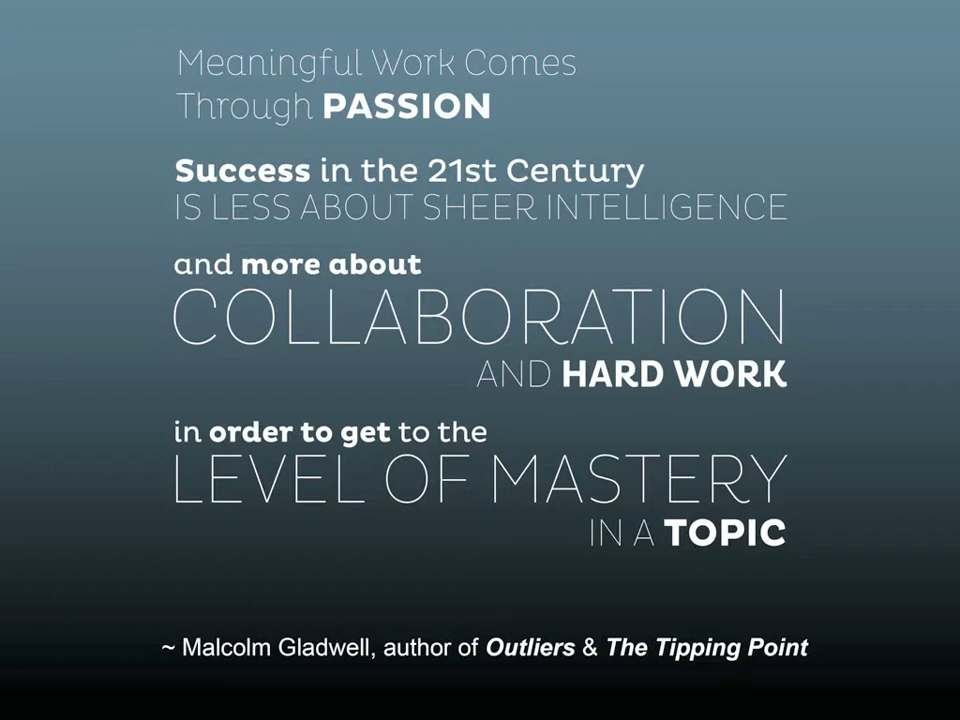 Meaningful Work Comes
Through PASSION
Success in the 21st Century
IS LESS ABOUT SHEER INTELLIGENCE
and more about
COLLABORATION
AND HARD WORK
in order to get to the
LEVEL OF MASTERY
IN A TOPIC
~ Malcolm Gladwell, author of Outliers & The Tipping Point